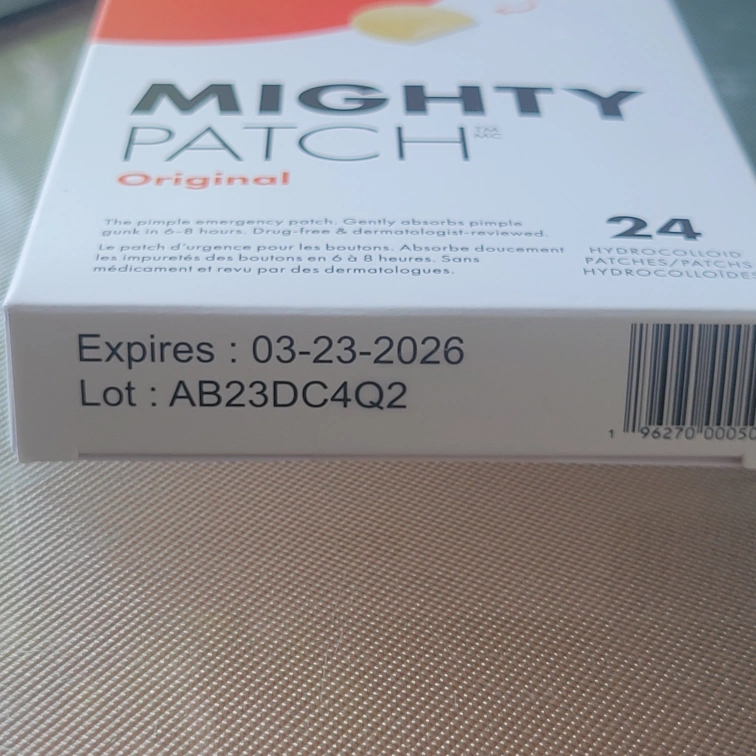 MIGHTY
PATCH TM MC
Original
The pimple emergency patch. Gently absorbs pimple
gunk in 6-8 hours. Drug-free & dermatologist-reviewed.
Le patch d'urgence pour les boutons. Absorbe doucement
les impuretés des boutons en 6 à 8 heures. Sans
médicament et revu par des dermatologues.
24
HYDROCOLLOID
PATCHES/PATCHS
HYDROCOLLOÏDES
Expires : 03-23-2026
Lot : AB23DC4Q2
1 96270 00050